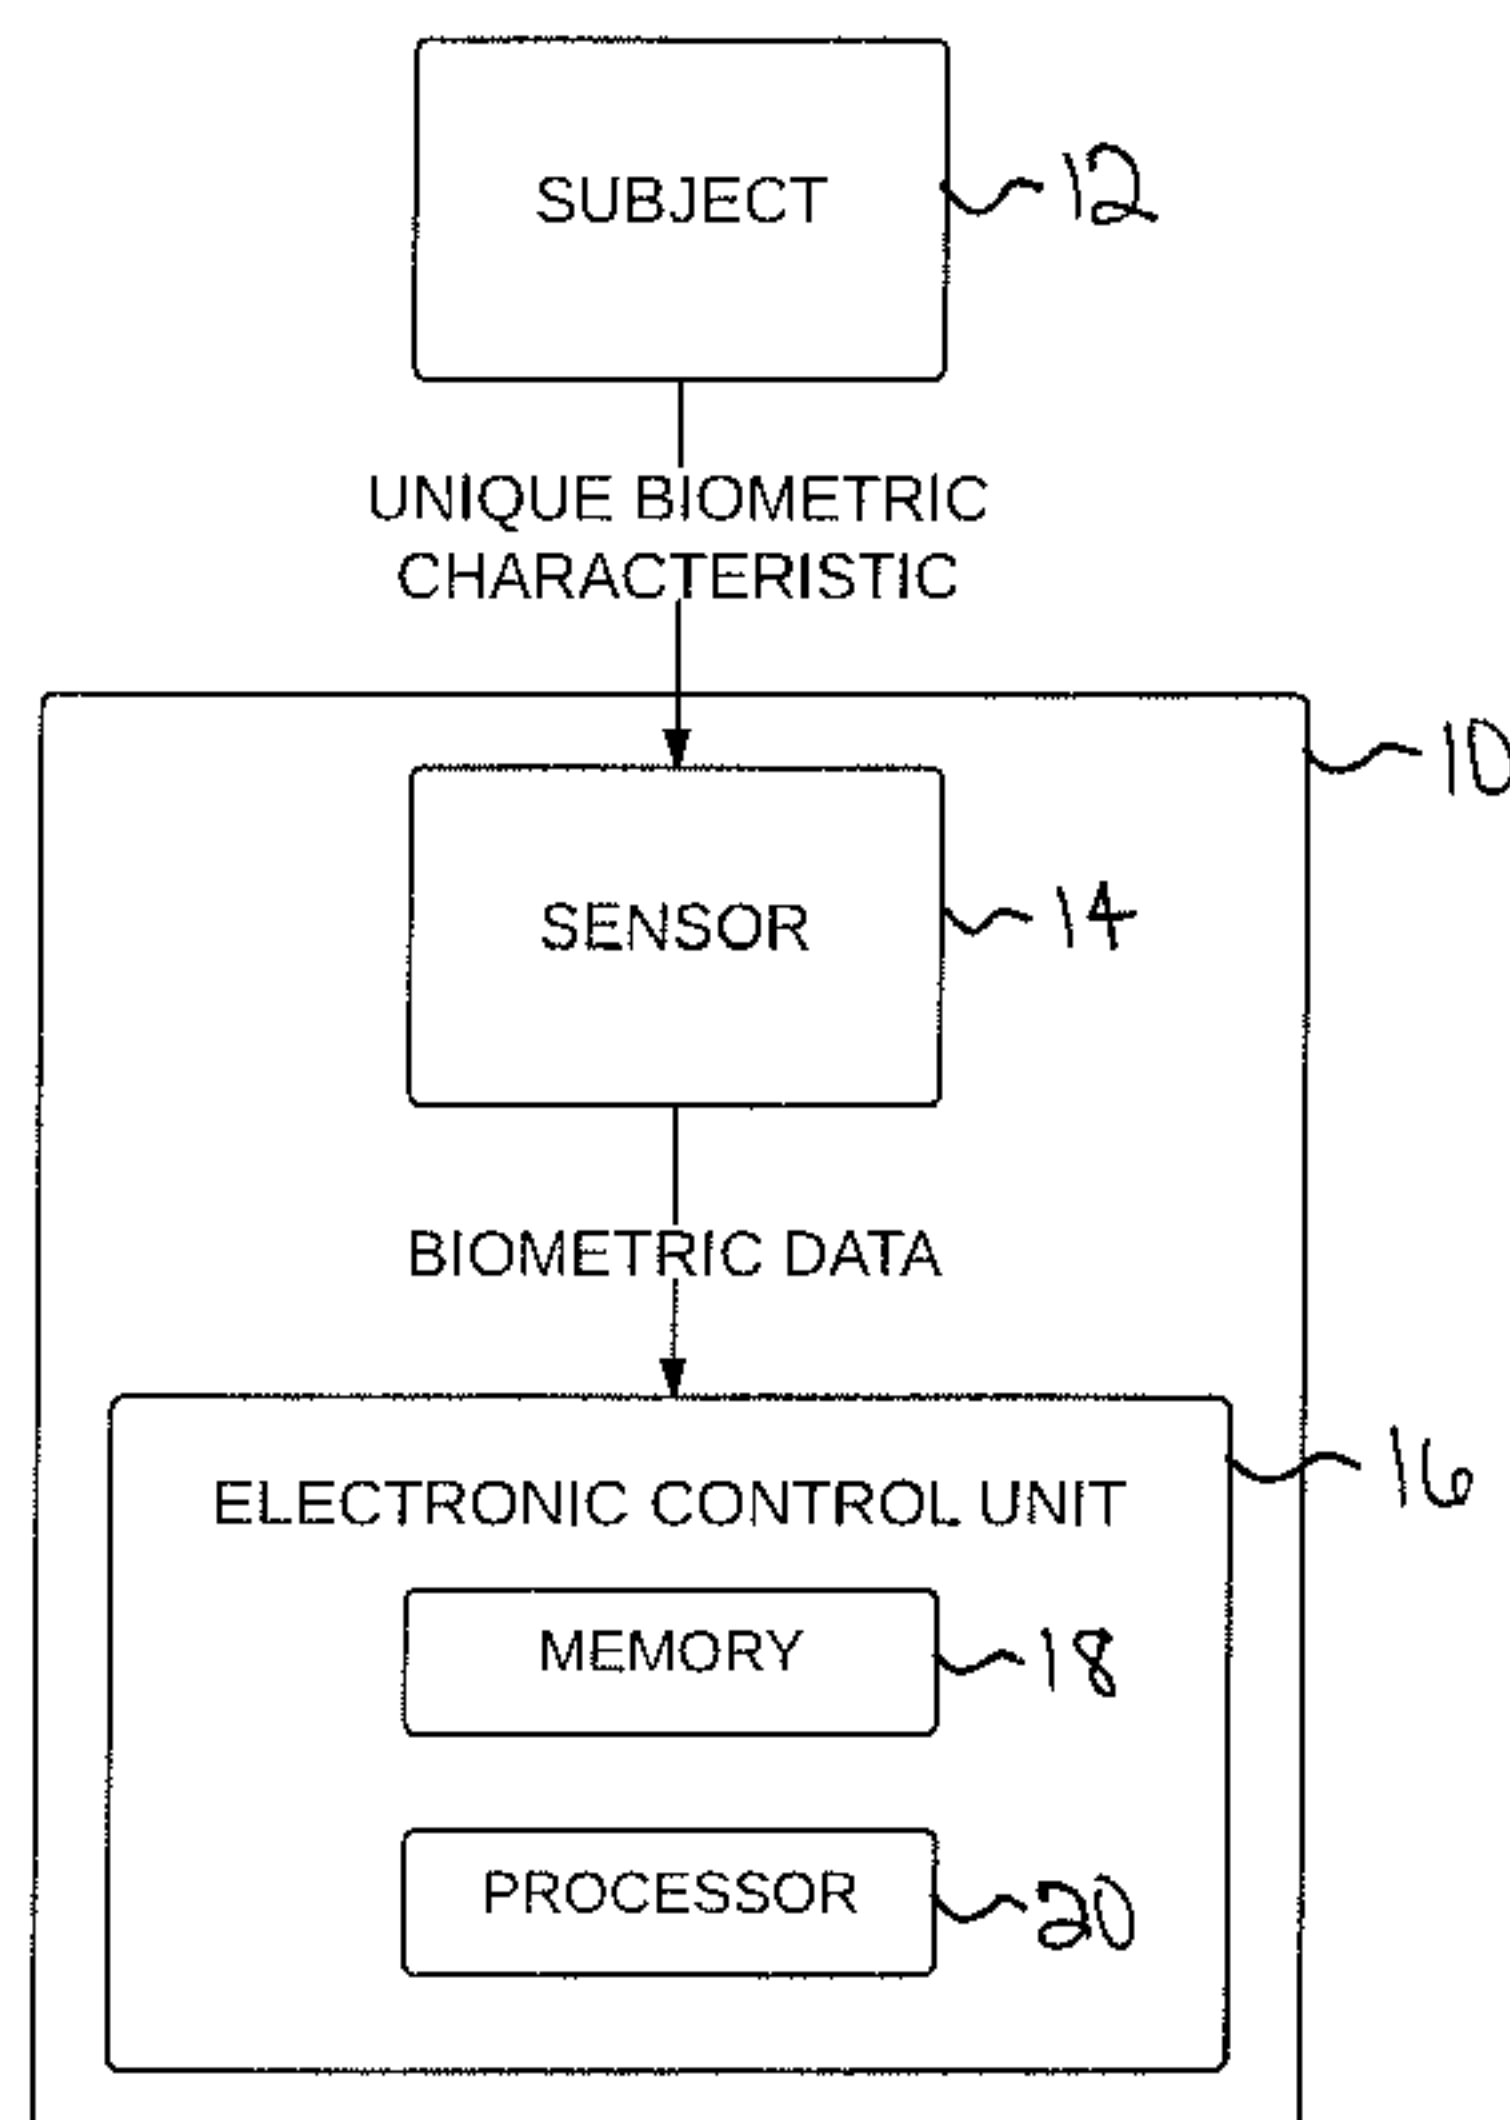 SUBJECT
12
UNIQUE BIOMETRIC
CHARACTERISTIC
10
SENSOR
14
BIOMETRIC DATA
16
ELECTRONIC CONTROL UNIT
MEMORY
18
PROCESSOR
20